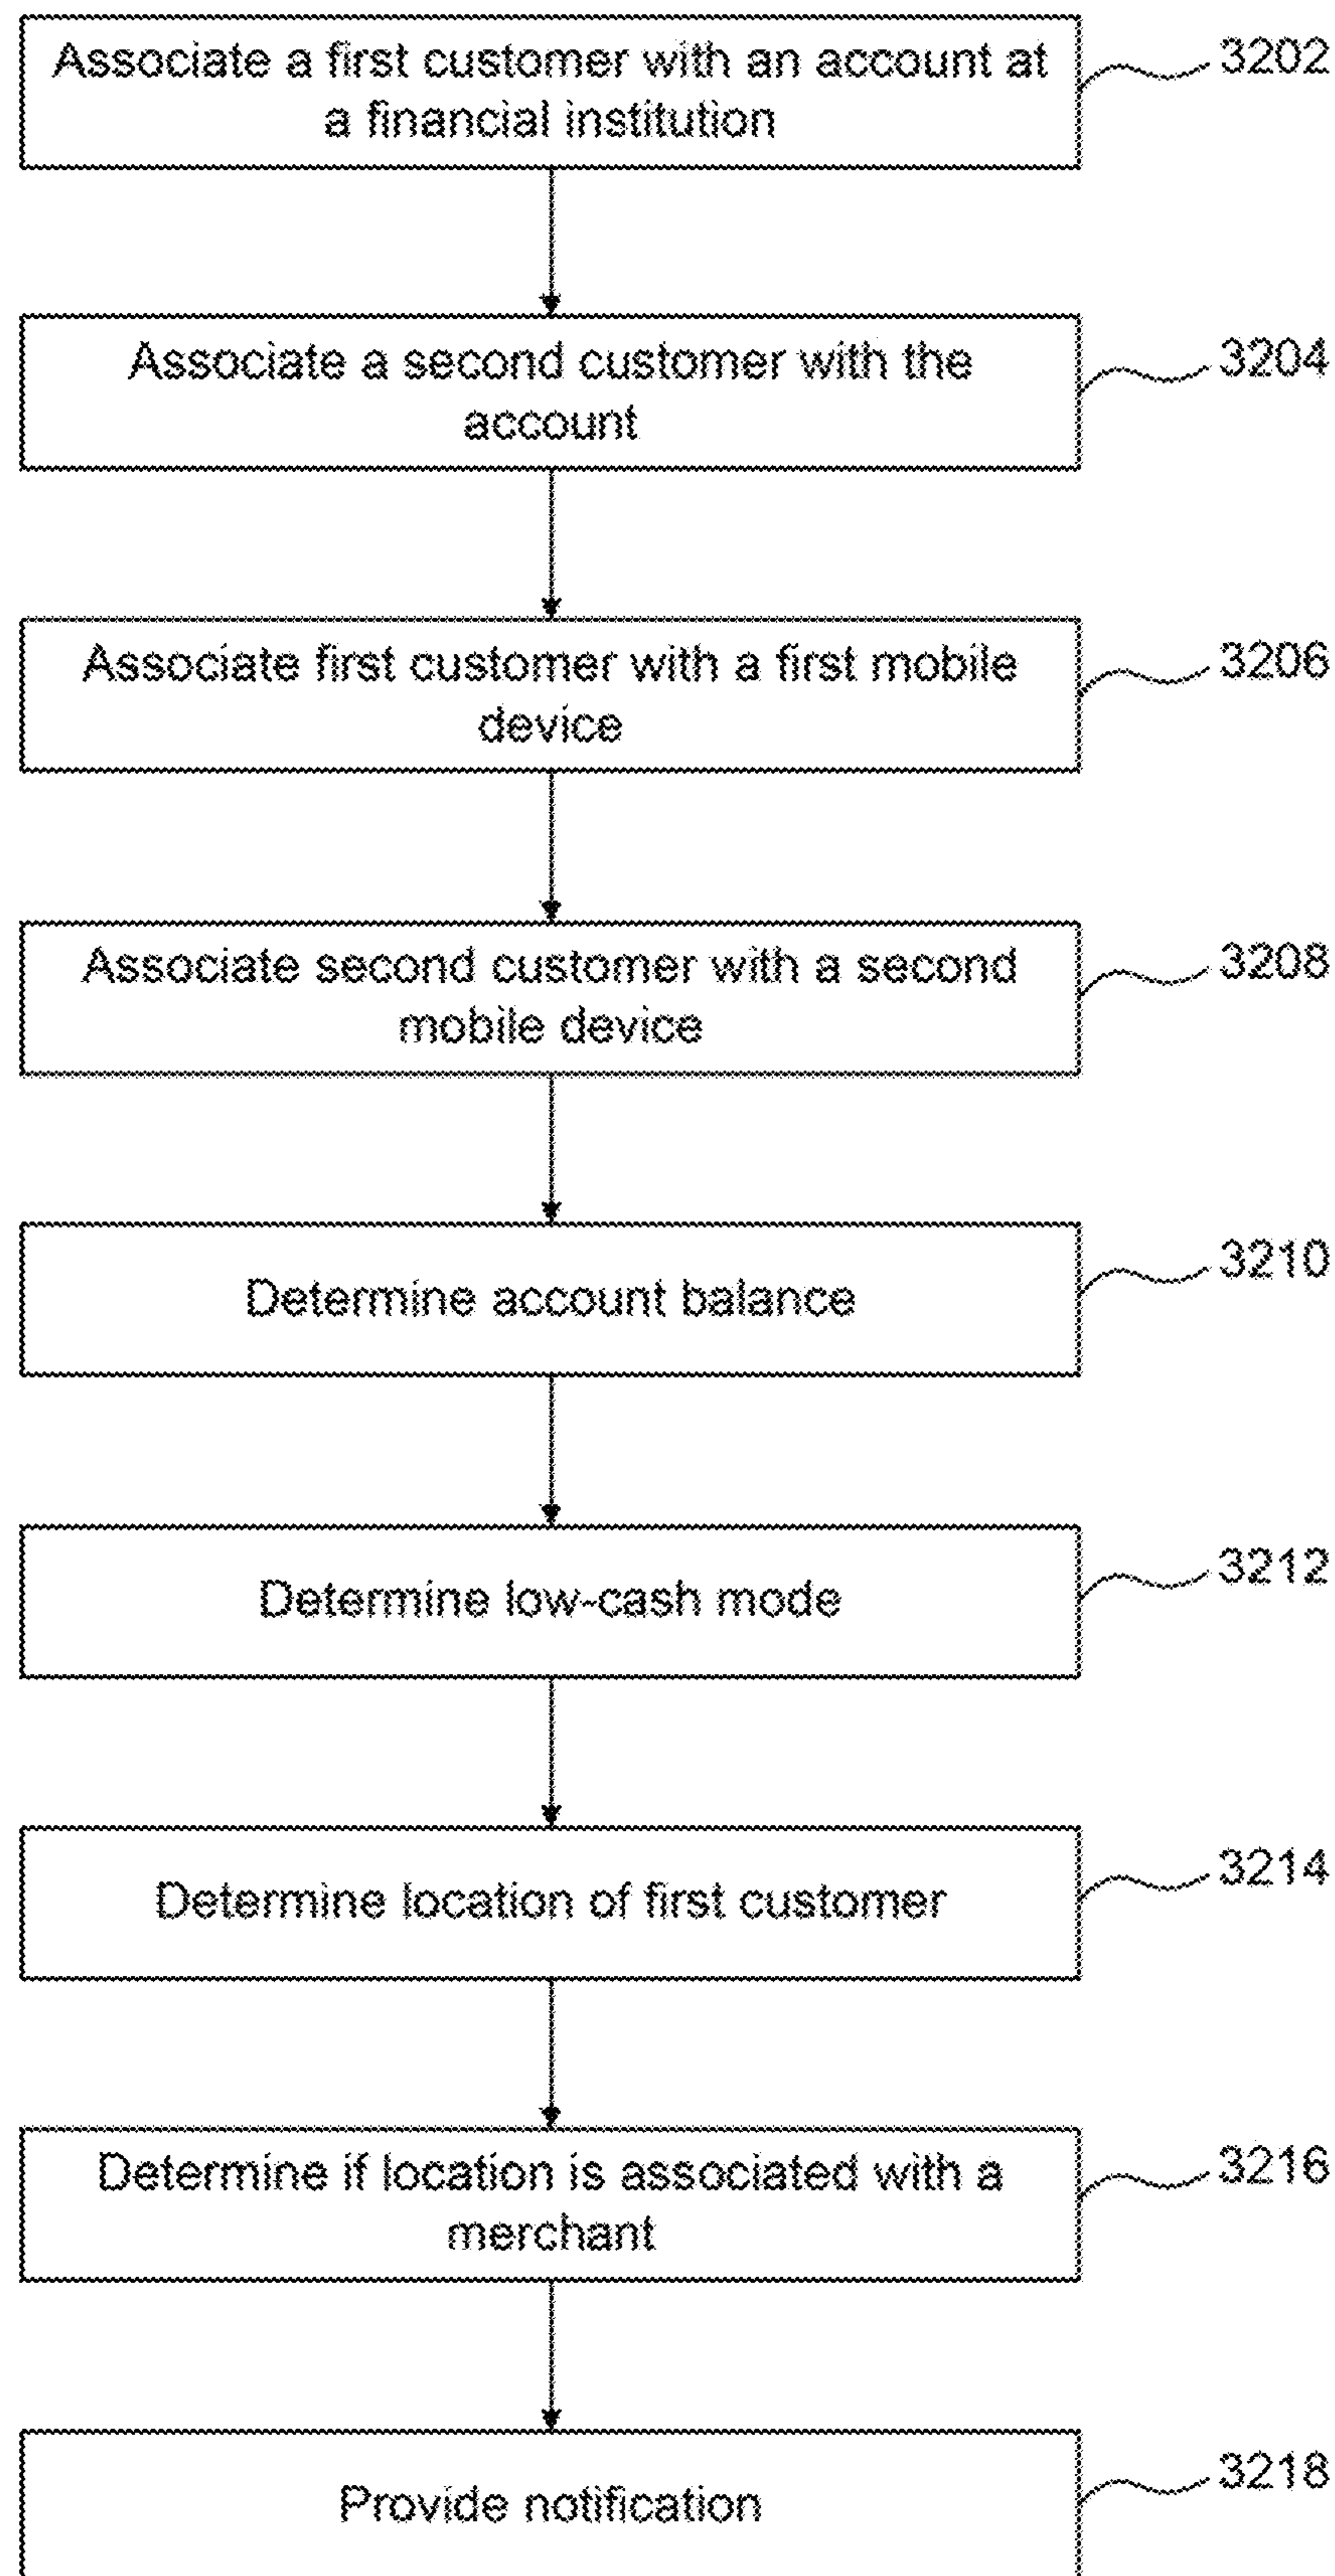 Associate a first customer with an account at
a financial institution
3202
Associate a second customer with the
account
3204
Associate first customer with a first mobile
device
3206
Associate second customer with a second
mobile device
3208
Determine account balance
3210
Determine low-cash mode
3212
Determine location of first customer
3214
Determine if location is associated with a
merchant
3216
Provide notification
3218